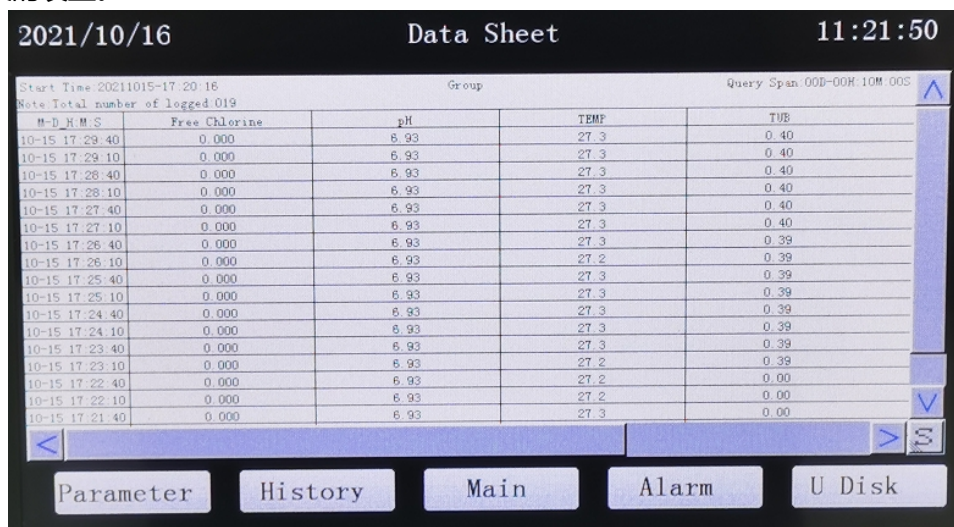 2021/10/16 Data Sheet 11:21:50
Start Time:20211015-17:20:16 Group Query Span:00D-00H:10M:00S
Note:Total number of logged:019
M-D_H:M:S Free Chlorine pH TEMP TUB
10-15 17:29:40 0.000 6.93 27.3 0.40
10-15 17:29:10 0.000 6.93 27.3 0.40
10-15 17:28:40 0.000 6.93 27.3 0.40
10-15 17:28:10 0.000 6.93 27.3 0.40
10-15 17:27:40 0.000 6.93 27.3 0.40
10-15 17:27:10 0.000 6.93 27.3 0.40
10-15 17:26:40 0.000 6.93 27.3 0.39
10-15 17:26:10 0.000 6.93 27.2 0.39
10-15 17:25:40 0.000 6.93 27.3 0.39
10-15 17:25:10 0.000 6.93 27.3 0.39
10-15 17:24:40 0.000 6.93 27.3 0.39
10-15 17:24:10 0.000 6.93 27.3 0.39
10-15 17:23:40 0.000 6.93 27.3 0.39
10-15 17:23:10 0.000 6.93 27.2 0.39
10-15 17:22:40 0.000 6.93 27.2 0.00
10-15 17:22:10 0.000 6.93 27.2 0.00
10-15 17:21:40 0.000 6.93 27.3 0.00
S
Parameter History Main Alarm U Disk